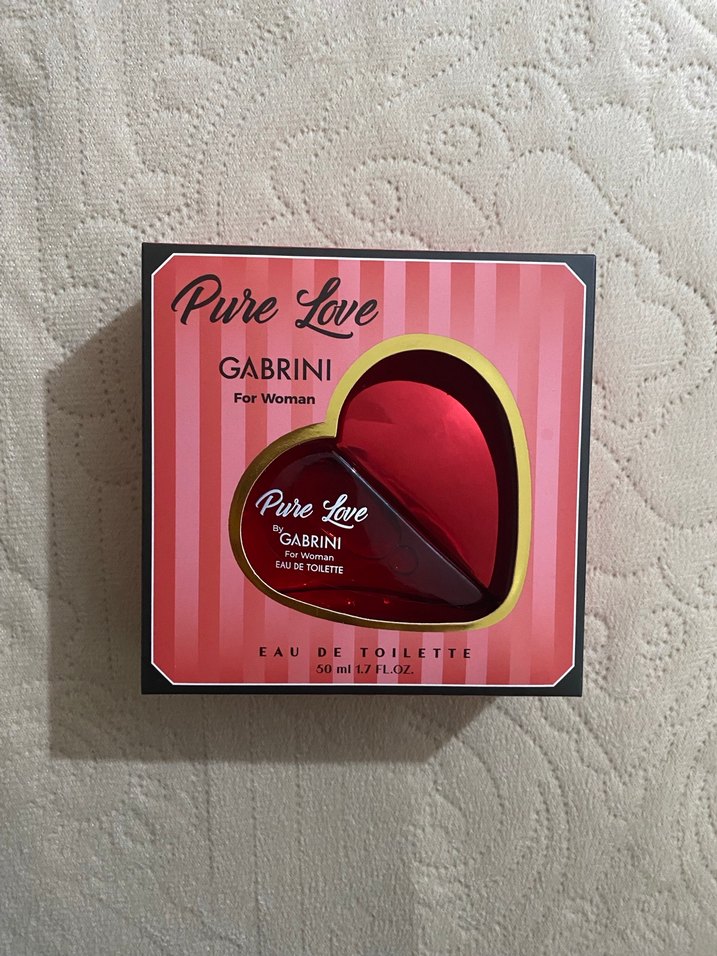 Pure Love
GABRINI
For Woman
Pure Love
By
GABRINI
For Woman
EAU DE TOILETTE
EAU DE TOILETTE
50 ml 1.7 FL.OZ.